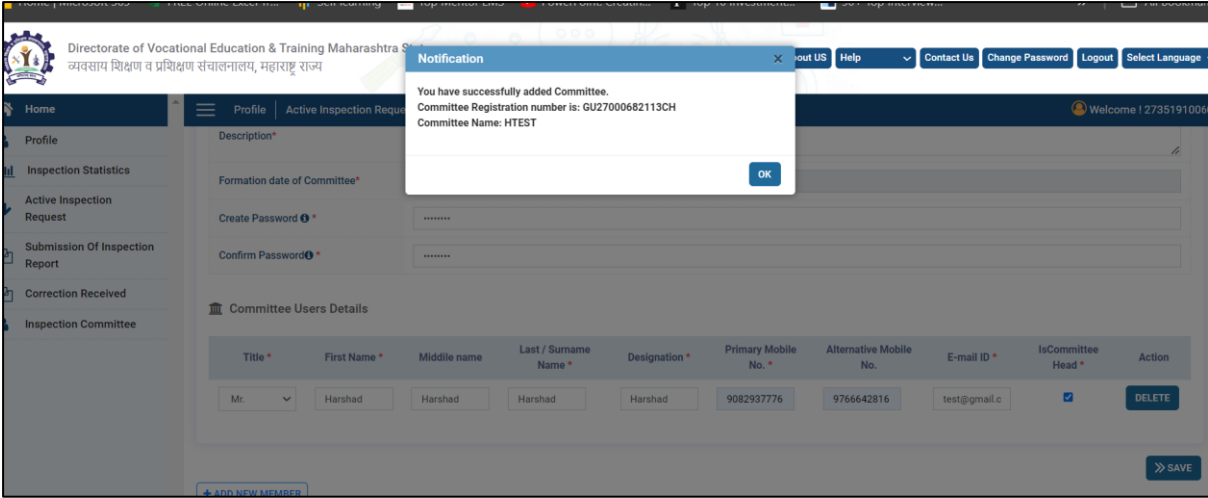 Directorate of Vocational Education & Training Maharashtra
व्यवसाय शिक्षण व प्रशिक्षण संचालनालय, महाराष्ट्र राज्य
Notification
×
out US
Help
Contact Us
Change Password
Logout
Select Language
You have successfully added Committee.
Committee Registration number is: GU27000682113CH
Committee Name: HTEST
OK
Home
Profile
Active Inspection Reque
Welcome ! 2735191006
Profile
Inspection Statistics
Active Inspection
Request
Submission Of Inspection
Report
Correction Received
Inspection Committee
Description*
Formation date of Committee*
Create Password *
Confirm Password *
Committee Users Details
Title * First Name * Middile name Last / Surname Name * Designation * Primary Mobile No. * Alternative Mobile No. E-mail ID * IsCommittee Head * Action
Mr. Harshad Harshad Harshad Harshad 9082937776 9766642816 test@gmail.c DELETE
SAVE
+ ADD NEW MEMBER